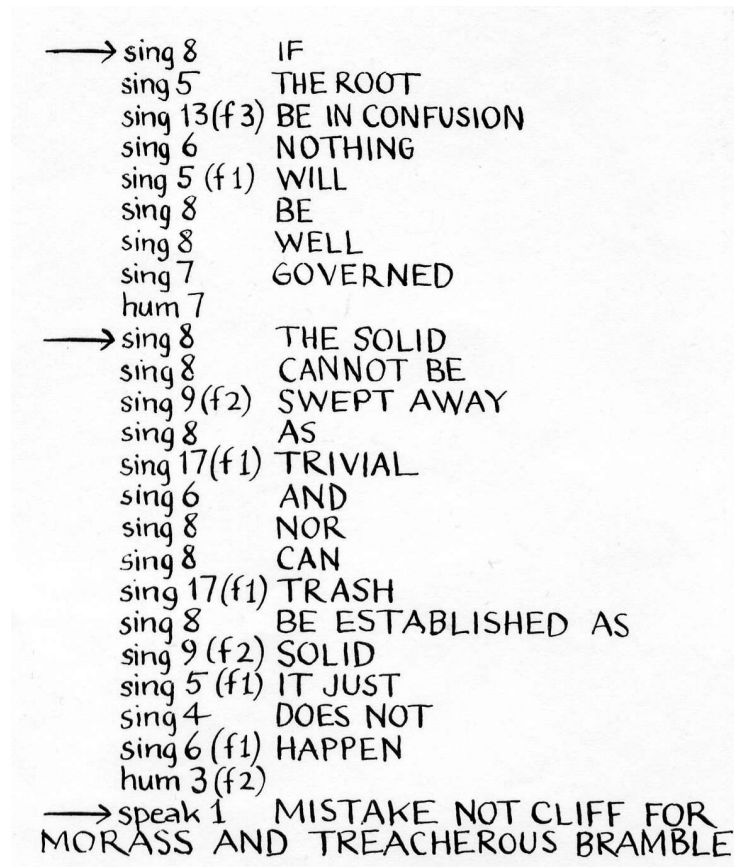 → sing 8 IF
sing 5 THE ROOT
sing 13(f3) BE IN CONFUSION
sing 6 NOTHING
sing 5 (f1) WILL
sing 8 BE
sing 8 WELL
sing 7 GOVERNED
hum 7
→ sing 8 THE SOLID
sing 8 CANNOT BE
sing 9(f2) SWEPT AWAY
sing 8 AS
sing 17(f1) TRIVIAL
sing 6 AND
sing 8 NOR
sing 8 CAN
sing 17(f1) TRASH
sing 8 BE ESTABLISHED AS
sing 9(f2) SOLID
sing 5(f1) IT JUST
sing 4 DOES NOT
sing 6(f1) HAPPEN
hum 3(f2)
→ speak 1 MISTAKE NOT CLIFF FOR
MORASS AND TREACHEROUS BRAMBLE